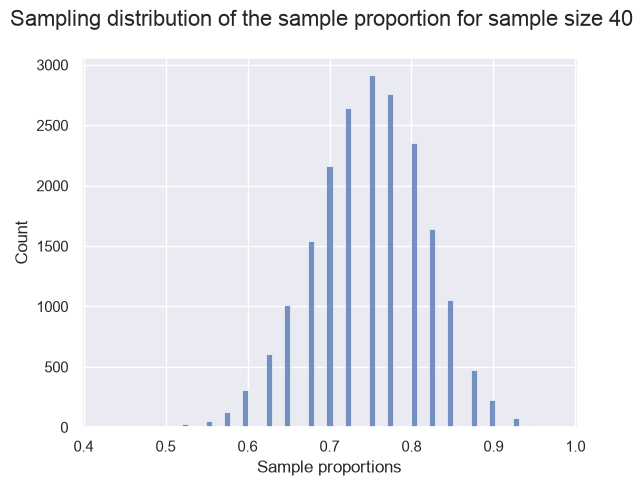 Sampling distribution of the sample proportion for sample size 40
3000
2500
2000
1500
1000
500
0
Count
0.4 0.5 0.6 0.7 0.8 0.9 1.0
Sample proportions